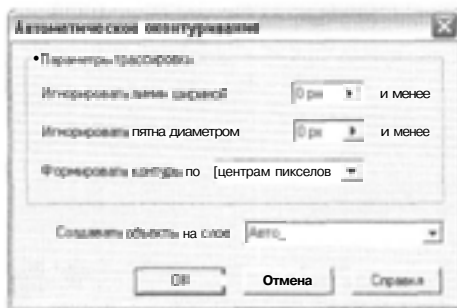 Автоматическое оконтуривание
Параметры трассировки
Игнорировать линии шириной 0 px и менее
Игнорировать пятна диаметром 0 px и менее
Формировать контуры по [центрам пикселов
Создавать объекты на слое Авто_
OK Отмена Справка